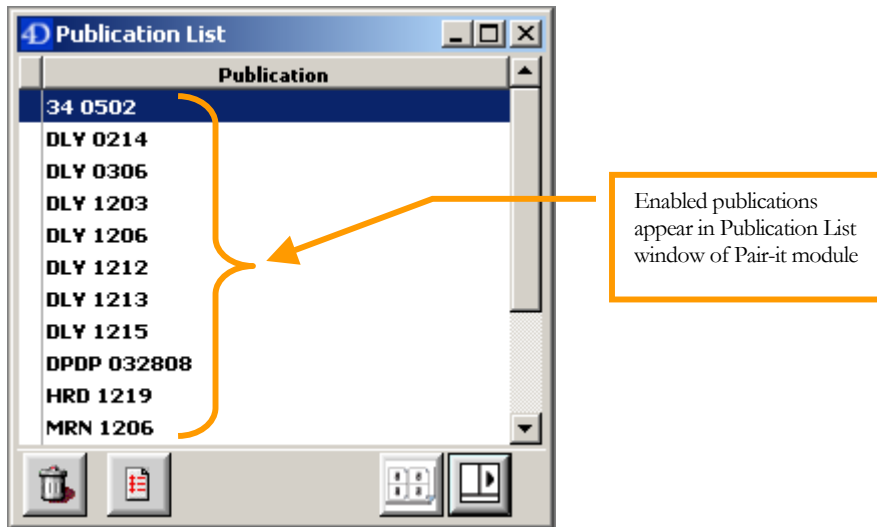 4D Publication List
Publication
34 0502
DLY 0214
DLY 0306
DLY 1203
DLY 1206
DLY 1212
DLY 1213
DLY 1215
DPDP 032808
HRD 1219
MRN 1206
Enabled publications
appear in Publication List
window of Pair-it module